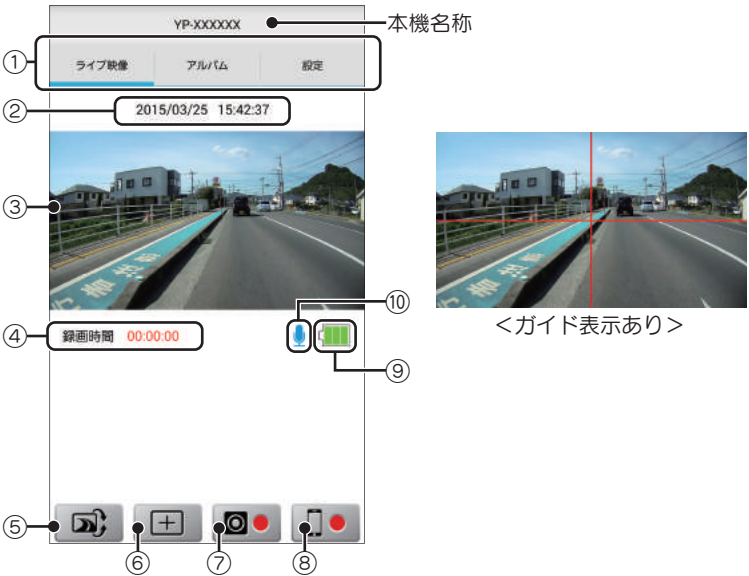 YP-XXXXXX
本機名称
① ライブ映像 アルバム 設定
② 2015/03/25 15:42:37
③
⑩
<ガイド表示あり>
④ 録画時間 00:00:00
⑨
⑤
⑥ ⑦ ⑧